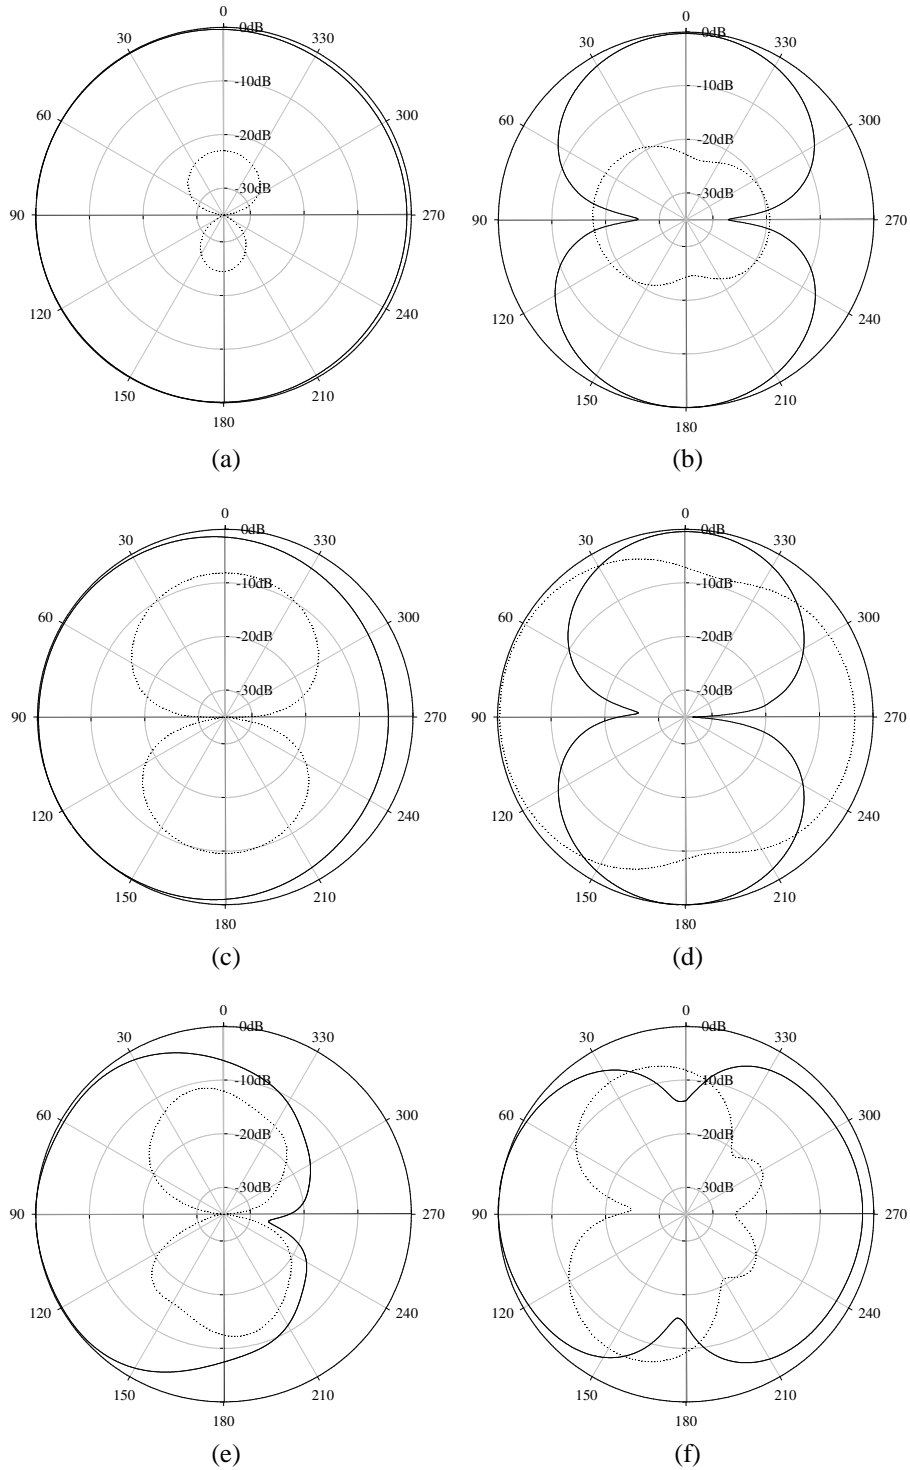 0 0
30 0dB 330 30 0dB 330
-10dB -10dB
60 300 60 300
-20dB -20dB
-30dB -30dB
90 270 90 270
120 240 120 240
150 210 150 210
180 180
(a) (b)
0 0
30 0dB 330 30 0dB 330
-10dB -10dB
60 300 60 300
-20dB -20dB
-30dB -30dB
90 270 90 270
120 240 120 240
150 210 150 210
180 180
(c) (d)
0 0
30 0dB 330 30 0dB 330
-10dB -10dB
60 300 60 300
-20dB -20dB
-30dB -30dB
90 270 90 270
120 240 120 240
150 210 150 210
180 180
(e) (f)